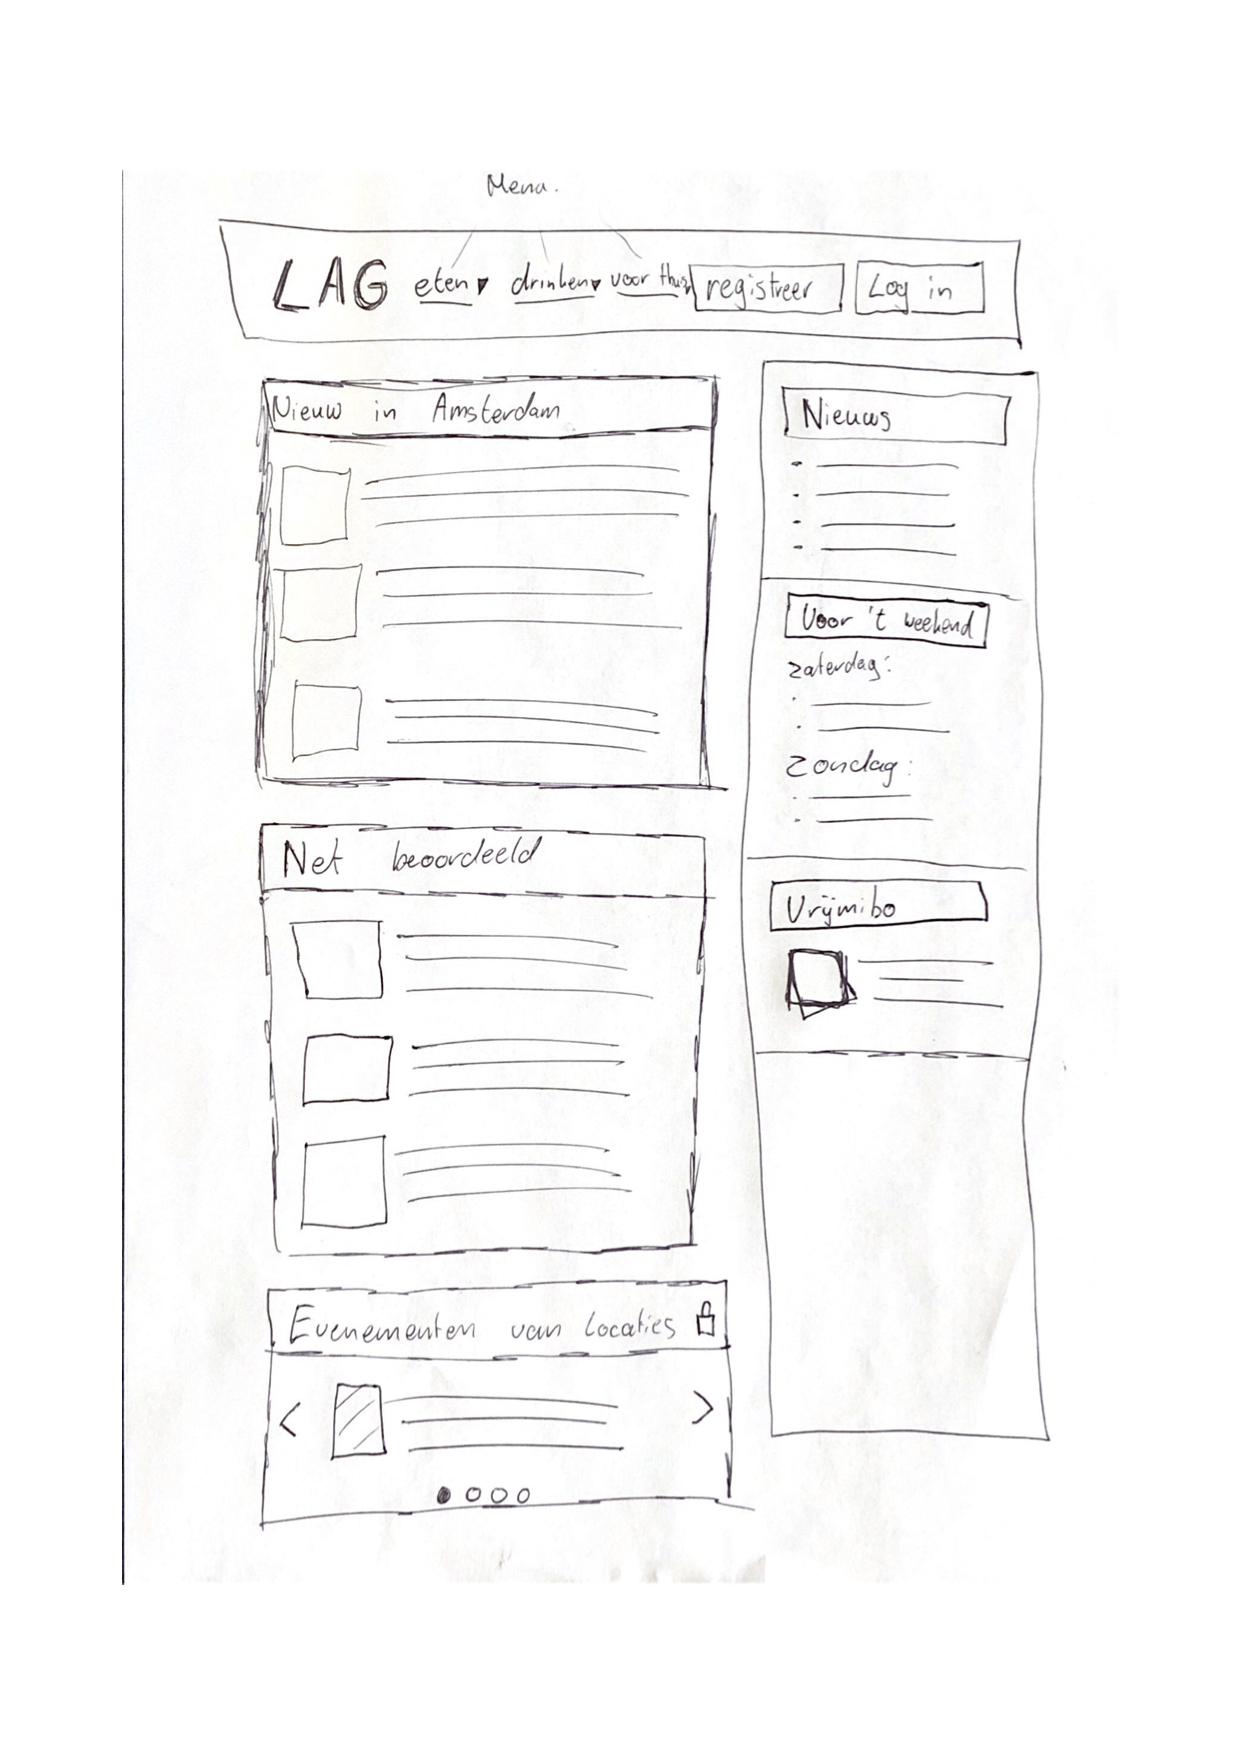 Menu.
LAG eten drinken voor thuis registreer Log in
Nieuw in Amsterdam
Net beoordeeld
Evenementen van locaties
Nieuws
Voor 't weekend
zaterdag:
Zondag:
Vrijmibo